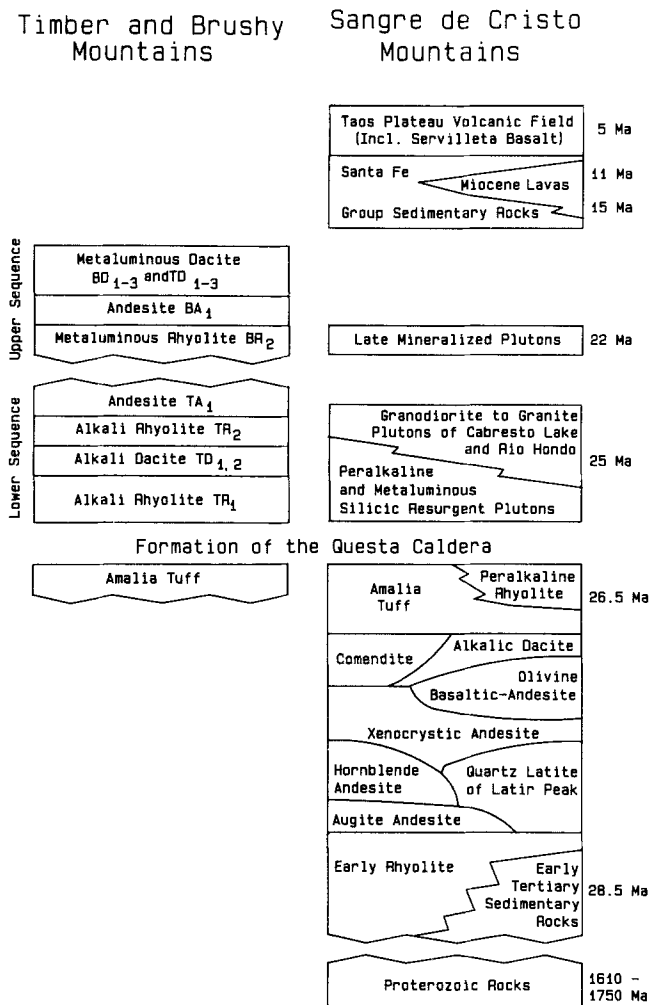 Timber and Brushy
Mountains
Upper Sequence
Metaluminous Dacite
BD 1-3 andTD 1-3
Andesite BA1
Metaluminous Rhyolite BR2
Lower Sequence
Andesite TA1
Alkali Rhyolite TR2
Alkali Dacite TD1,2
Alkali Rhyolite TR1
Sangre de Cristo
Mountains
Taos Plateau Volcanic Field
(Incl. Servilleta Basalt)
5 Ma
Santa Fe
11 Ma
Miocene Lavas
Group Sedimentary Rocks
15 Ma
Late Mineralized Plutons
22 Ma
Granodiorite to Granite
Plutons of Cabresto Lake
and Rio Hondo
25 Ma
Peralkaline
and Metaluminous
Silicic Resurgent Plutons
Formation of the Questa Caldera
Amalia Tuff
Amalia
Tuff
Peralkaline
Rhyolite
26.5 Ma
Comendite
Alkalic Dacite
Olivine
Basaltic-Andesite
Xenocrystic Andesite
Hornblende
Andesite
Quartz Latite
of Latir Peak
Augite Andesite
Early Rhyolite
Early
Tertiary
Sedimentary
Rocks
28.5 Ma
Proterozoic Rocks
1610 -
1750 Ma